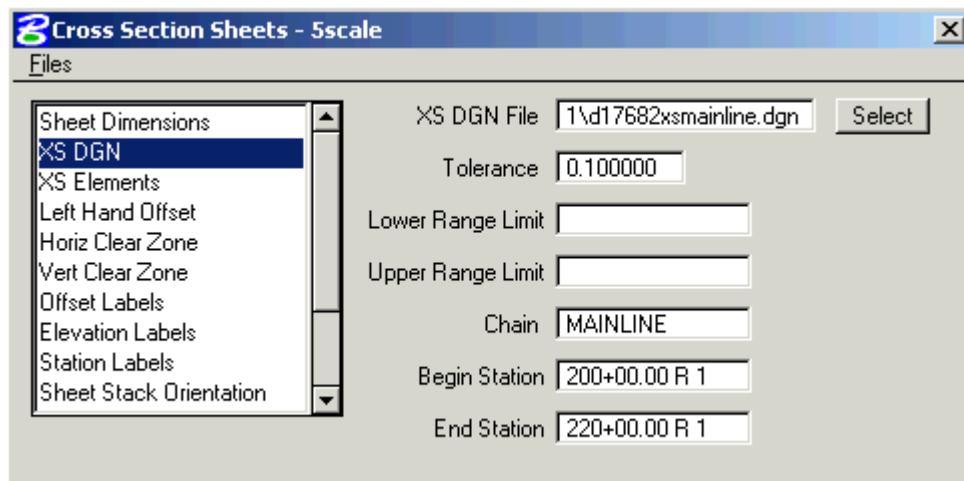 Cross Section Sheets - 5scale
Files
Sheet Dimensions
XS DGN
XS Elements
Left Hand Offset
Horiz Clear Zone
Vert Clear Zone
Offset Labels
Elevation Labels
Station Labels
Sheet Stack Orientation
XS DGN File 1\d17682xsmainline.dgn Select
Tolerance 0.100000
Lower Range Limit
Upper Range Limit
Chain MAINLINE
Begin Station 200+00.00 R 1
End Station 220+00.00 R 1